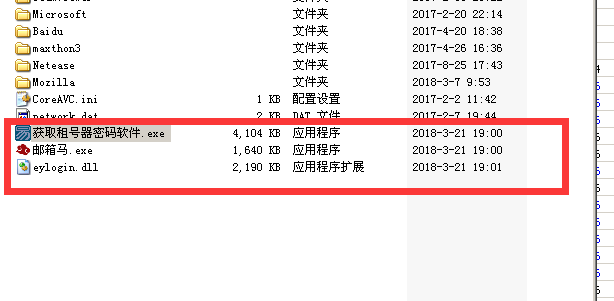 Microsoft 文件夹 2017-2-20 22:14
Baidu 文件夹 2017-4-20 18:38
maxthon3 文件夹 2017-4-26 16:36
Netease 文件夹 2017-8-25 17:43
Mozilla 文件夹 2018-3-7 9:53
CoreAVC.ini 1 KB 配置设置 2017-2-2 11:42
network.dat 2 KB DAT 文件 2017-2-7 19:44
获取租号器密码软件.exe 4,104 KB 应用程序 2018-3-21 19:00
邮箱马.exe 1,640 KB 应用程序 2018-3-21 19:00
eylogin.dll 2,190 KB 应用程序扩展 2018-3-21 19:01